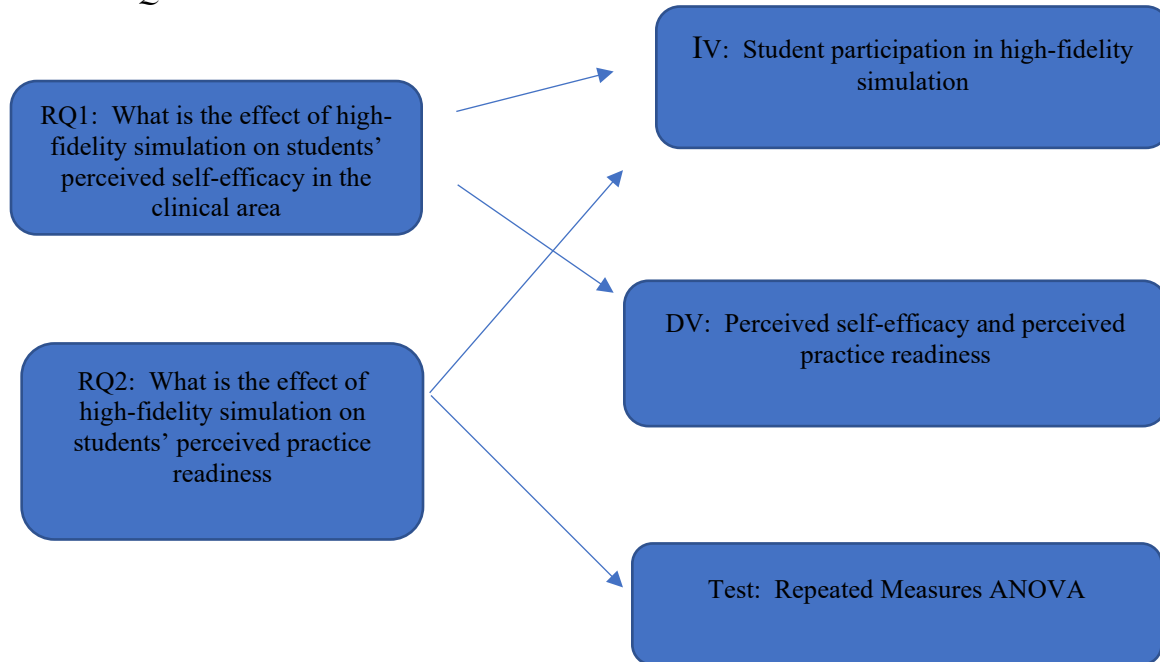 RQ1: What is the effect of high-
fidelity simulation on students’
perceived self-efficacy in the
clinical area
RQ2: What is the effect of
high-fidelity simulation on
students’ perceived practice
readiness
IV: Student participation in high-fidelity
simulation
DV: Perceived self-efficacy and perceived
practice readiness
Test: Repeated Measures ANOVA